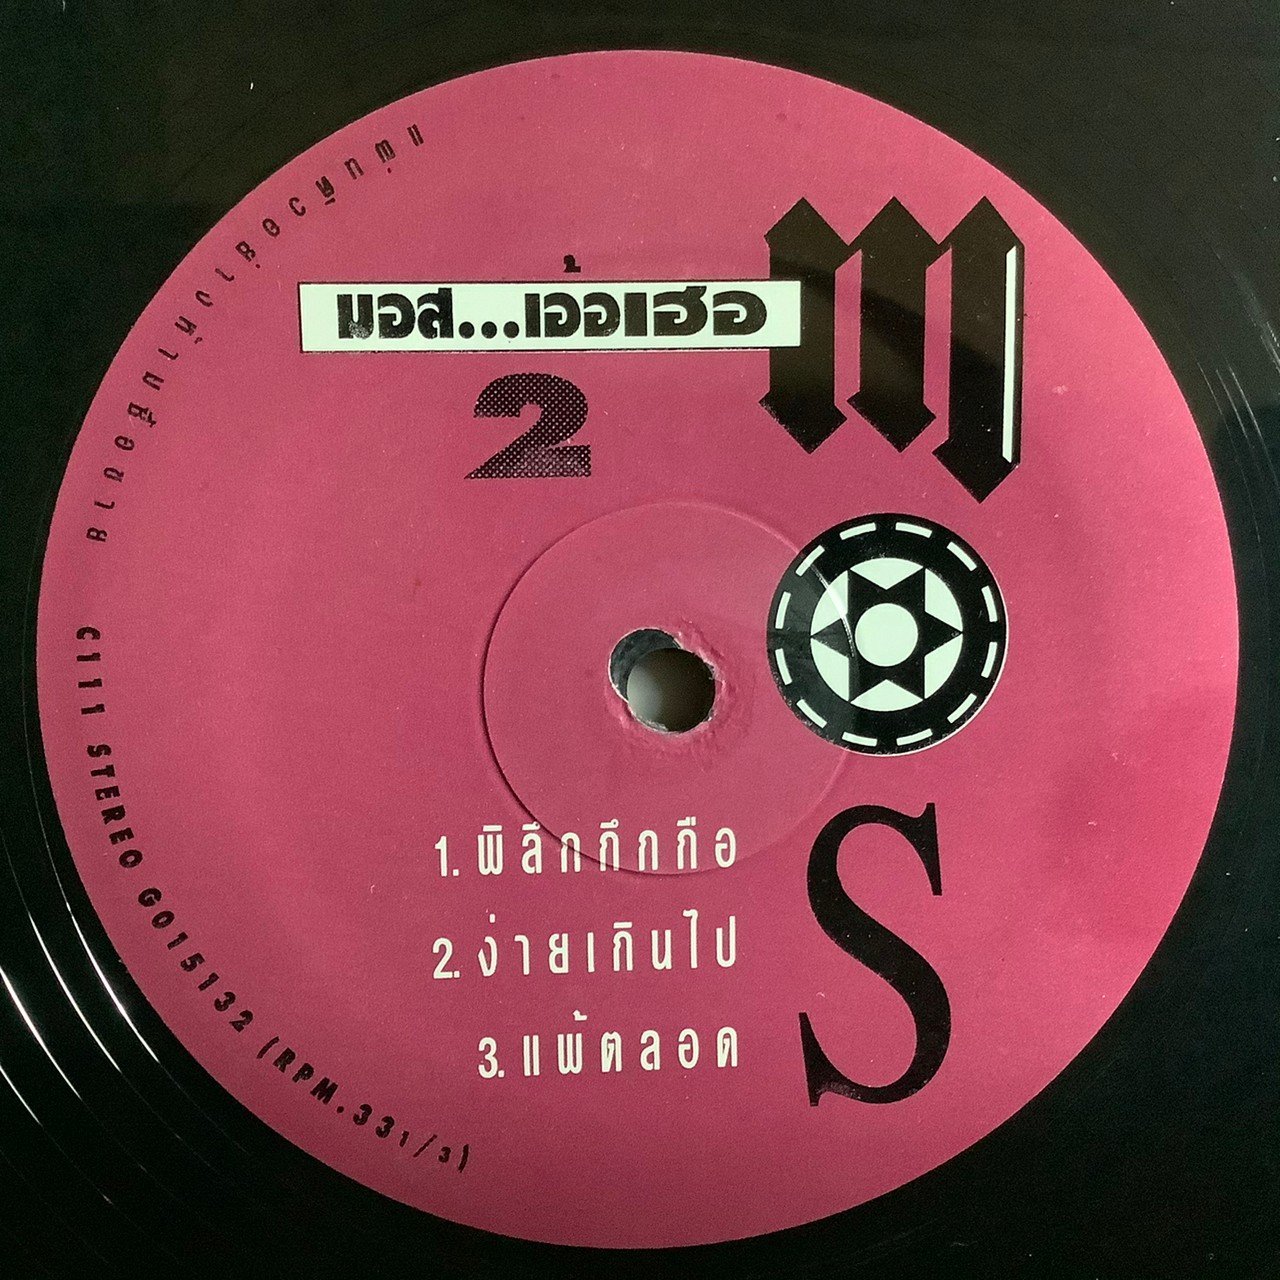 มอส...เอ้อเฮอ
2
M
S
1. พิลึกกึกกือ
2. ง่ายเกินไป
3. แพ้ตลอด
C111 STEREO G015132 (RPM.33 1/3)